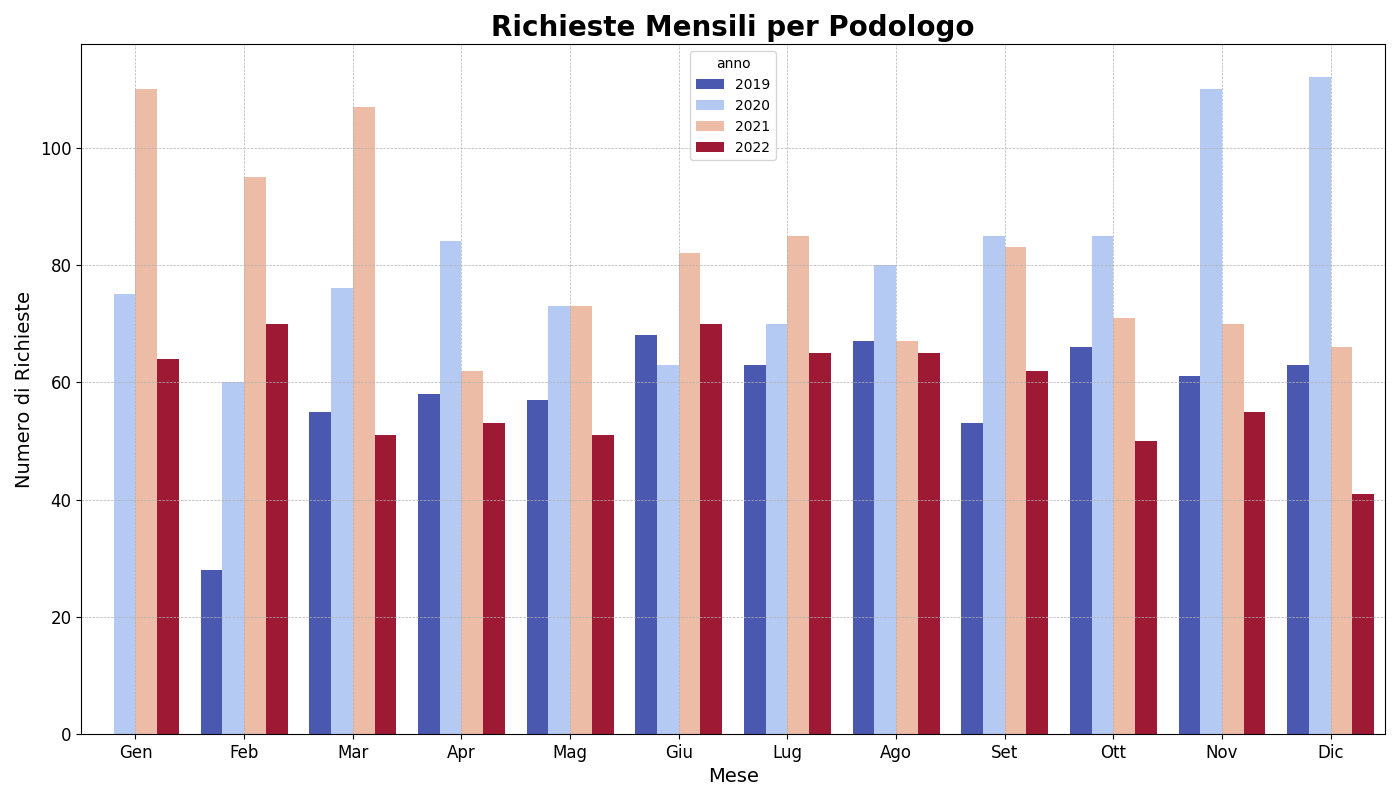 Richieste Mensili per Podologo
anno
2019
2020
2021
2022
Numero di Richieste
100
80
60
40
20
0
Gen Feb Mar Apr Mag Giu Lug Ago Set Ott Nov Dic
Mese